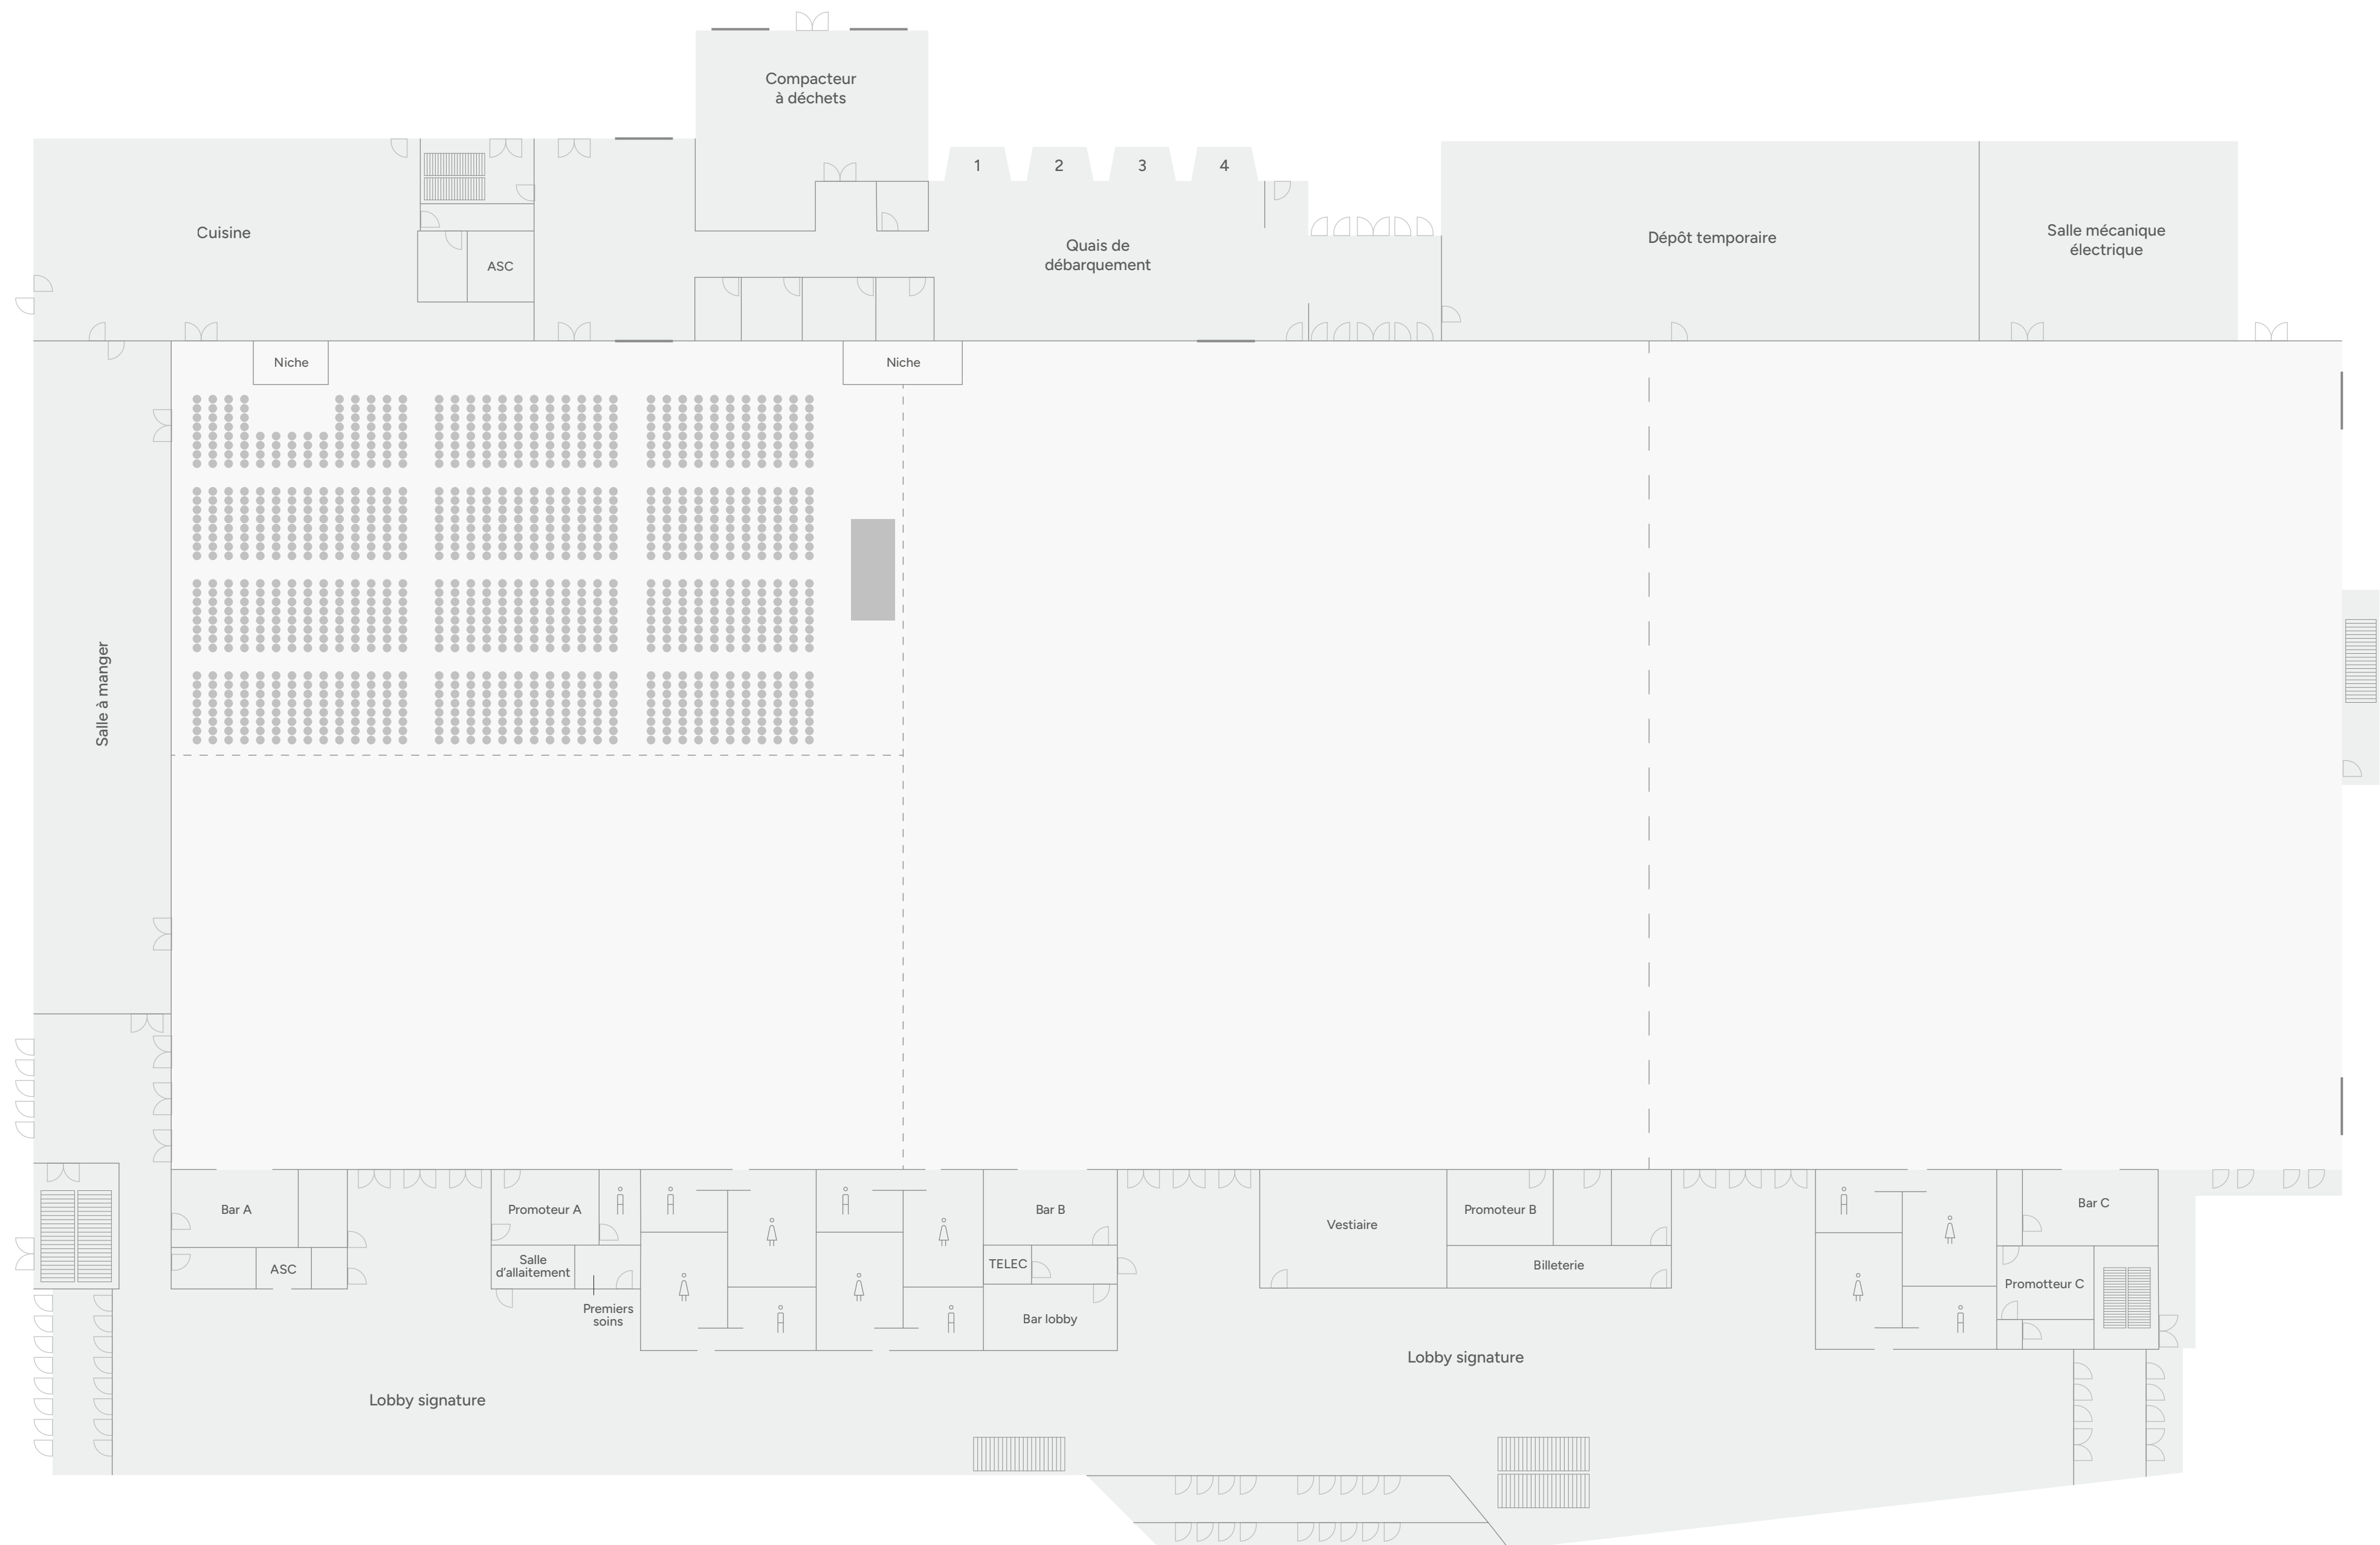 Compacteur
à déchets
1
2
3
4
Cuisine
ASC
Quais de
débarquement
Dépôt temporaire
Salle mécanique
électrique
Niche
Niche
Salle à manger
Bar A
ASC
Promoteur A
Salle
d'allaitement
Premiers
soins
Bar B
TELEC
Bar lobby
Vestiaire
Promoteur B
Billeterie
Bar C
Promotteur C
Lobby signature
Lobby signature